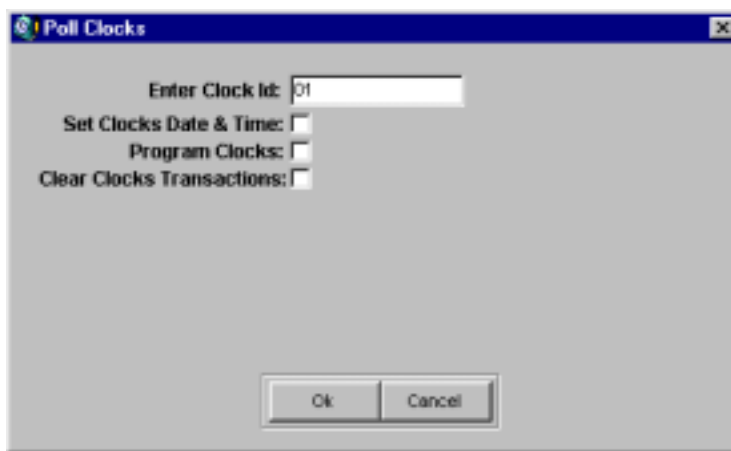 Poll Clocks
Enter Clock Id: 01
Set Clocks Date & Time:
Program Clocks:
Clear Clocks Transactions:
Ok Cancel